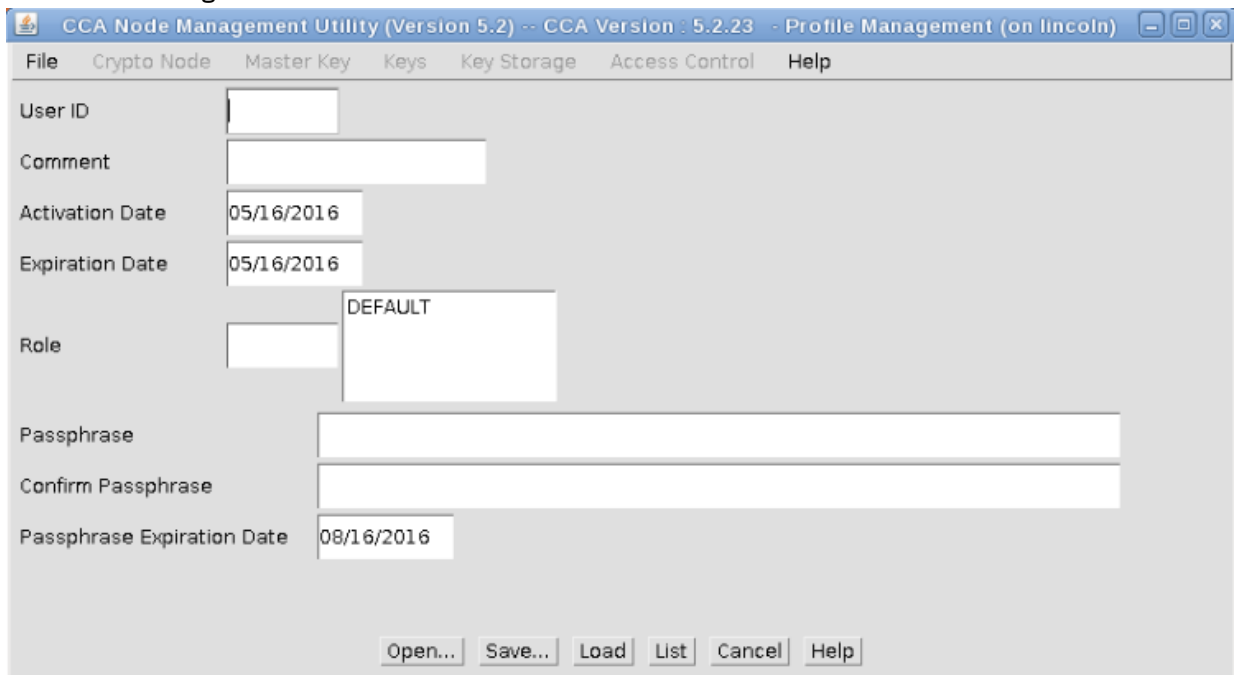 CCA Node Management Utility (Version 5.2) -- CCA Version : 5.2.23 - Profile Management (on lincoln)
File Crypto Node Master Key Keys Key Storage Access Control Help
User ID
Comment
Activation Date 05/16/2016
Expiration Date 05/16/2016
DEFAULT
Role
Passphrase
Confirm Passphrase
Passphrase Expiration Date 08/16/2016
Open... Save... Load List Cancel Help